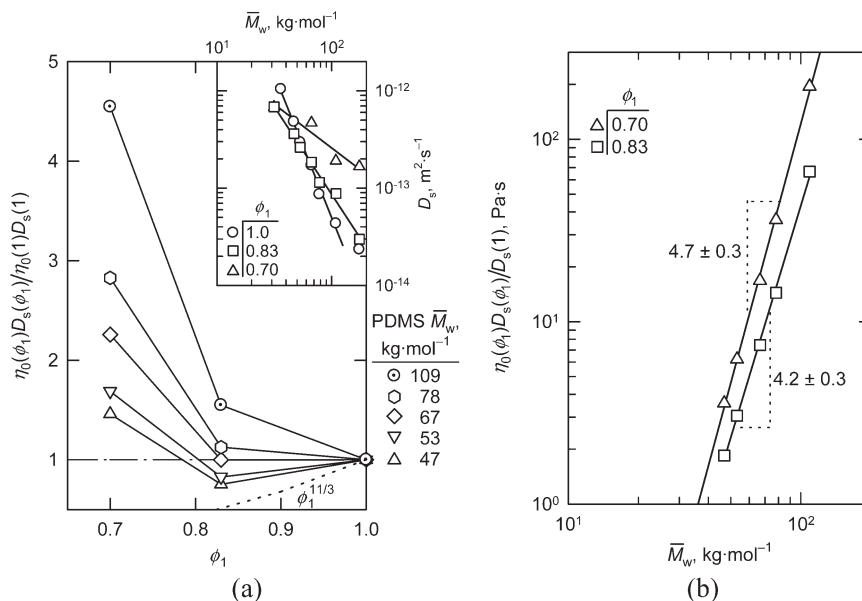 M̅w, kg·mol⁻¹
10¹ 10²
5
4
3
2
1
η₀(ϕ₁)Dₛ(ϕ₁)/η₀(1)Dₛ(1)
10⁻¹²
10⁻¹³
10⁻¹⁴
Dₛ, m²·s⁻¹
ϕ₁
1.0
0.83
0.70
PDMS M̅w,
kg·mol⁻¹
109
78
67
53
47
ϕ₁¹¹ᐟ³
0.7 0.8 0.9 1.0
ϕ₁
(a)
η₀(ϕ₁)Dₛ(ϕ₁)/Dₛ(1), Pa·s
10²
10¹
10⁰
ϕ₁
0.70
0.83
4.7 ± 0.3
4.2 ± 0.3
10¹ 10²
M̅w, kg·mol⁻¹
(b)